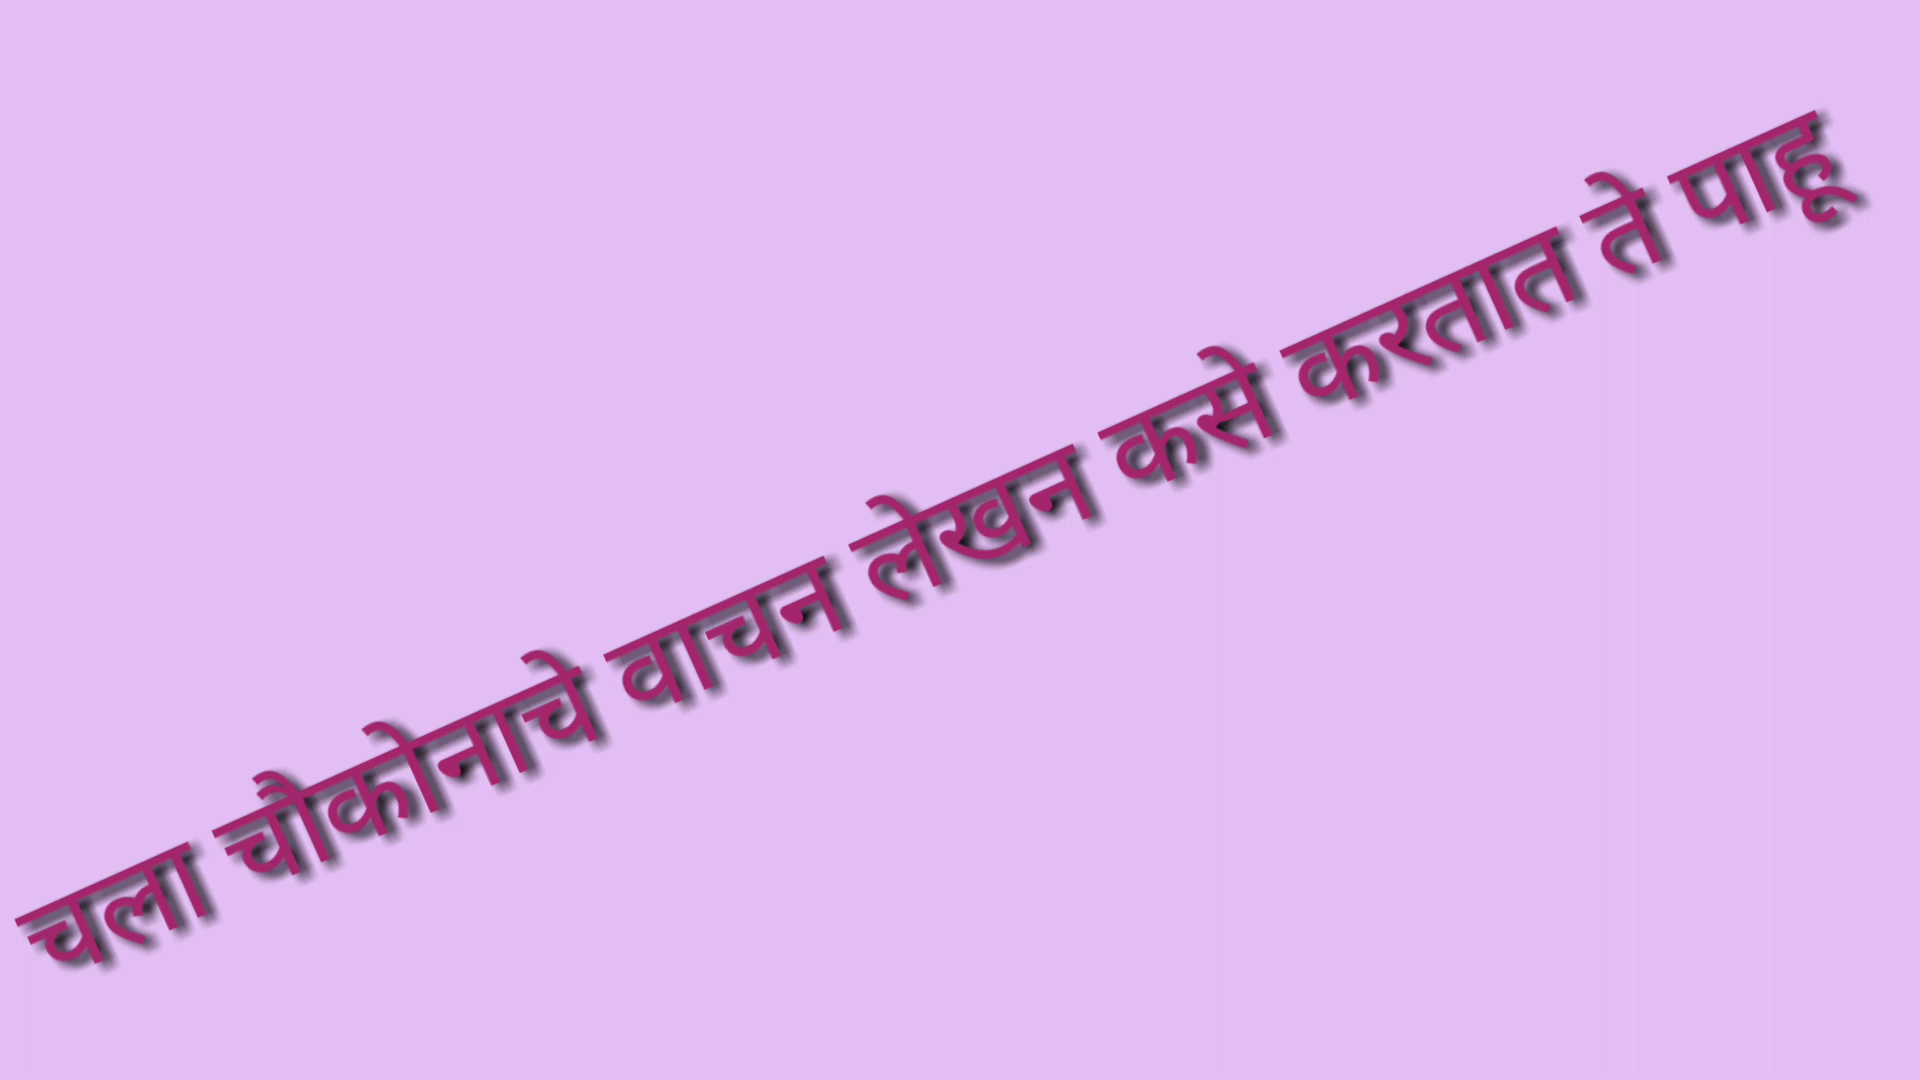 चला चौकोनाचे वाचन लेखन कसे करतात ते पाहू